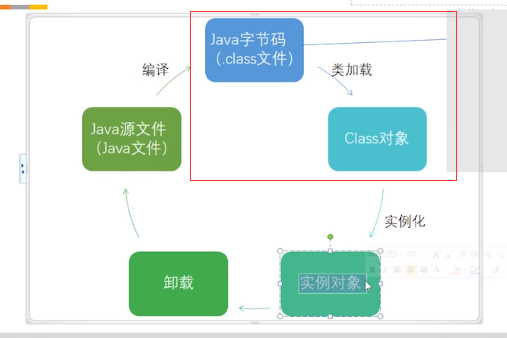 Java字节码
（.class文件）
编译
类加载
Java源文件
（Java文件）
Class对象
实例化
卸载
实例对象